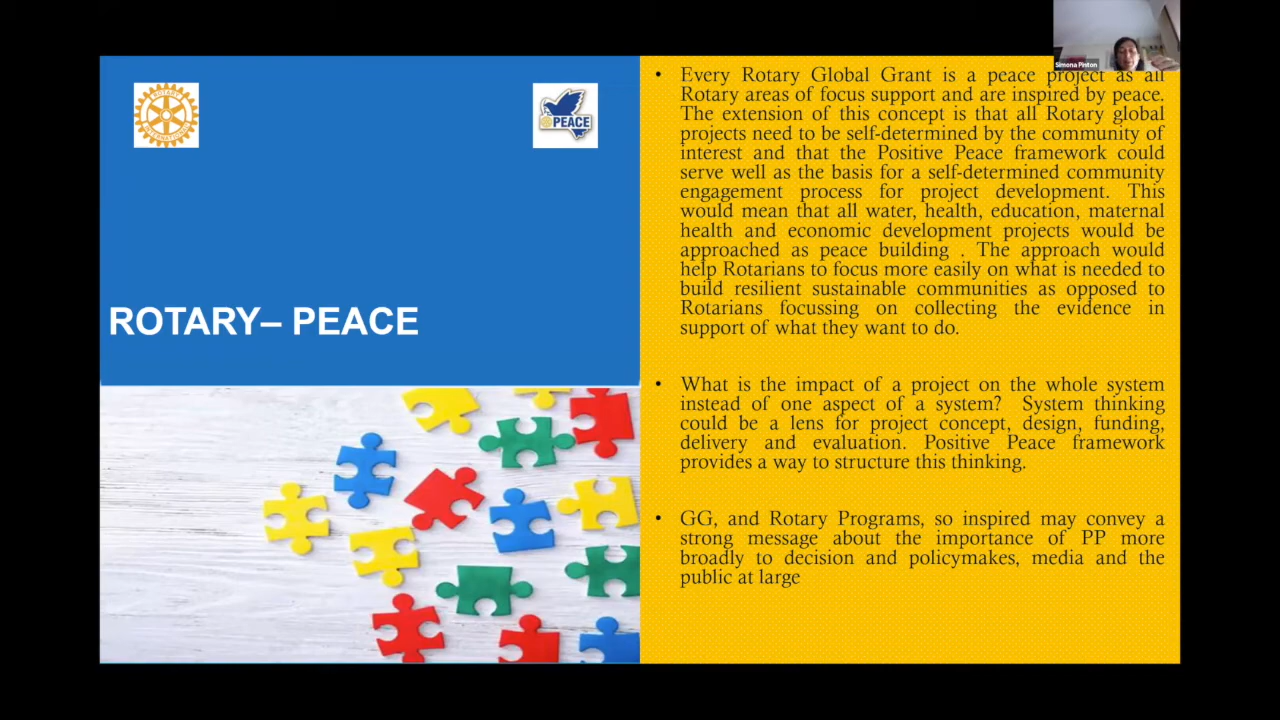 ROTARY
INTERNATIONAL
PEACE
Simona Pinton
ROTARY– PEACE
• Every Rotary Global Grant is a peace project as all
Rotary areas of focus support and are inspired by peace.
The extension of this concept is that all Rotary global
projects need to be self-determined by the community of
interest and that the Positive Peace framework could
serve well as the basis for a self-determined community
engagement process for project development. This
would mean that all water, health, education, maternal
health and economic development projects would be
approached as peace building . The approach would
help Rotarians to focus more easily on what is needed to
build resilient sustainable communities as opposed to
Rotarians focussing on collecting the evidence in
support of what they want to do.
• What is the impact of a project on the whole system
instead of one aspect of a system? System thinking
could be a lens for project concept, design, funding,
delivery and evaluation. Positive Peace framework
provides a way to structure this thinking.
• GG, and Rotary Programs, so inspired may convey a
strong message about the importance of PP more
broadly to decision and policymakes, media and the
public at large